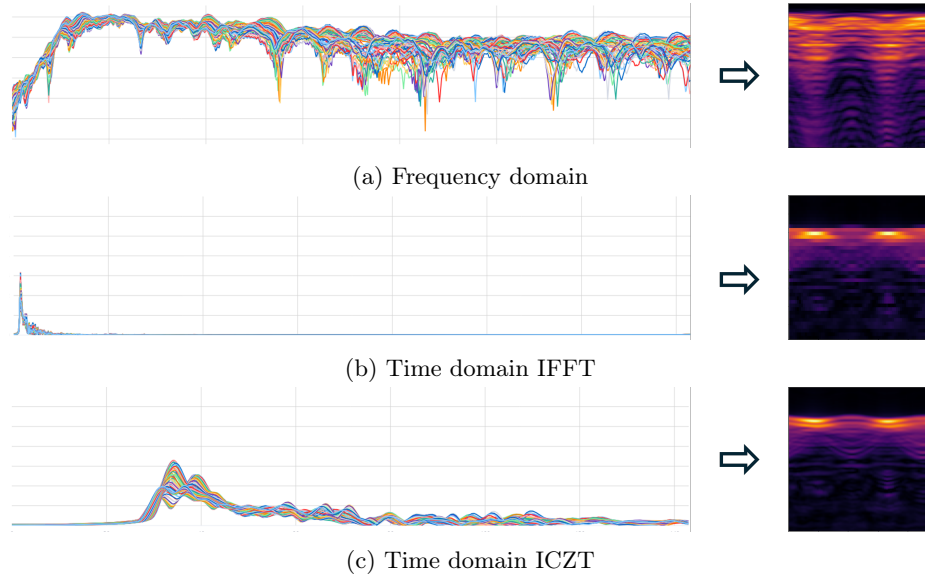 (a) Frequency domain
(b) Time domain IFFT
(c) Time domain ICZT